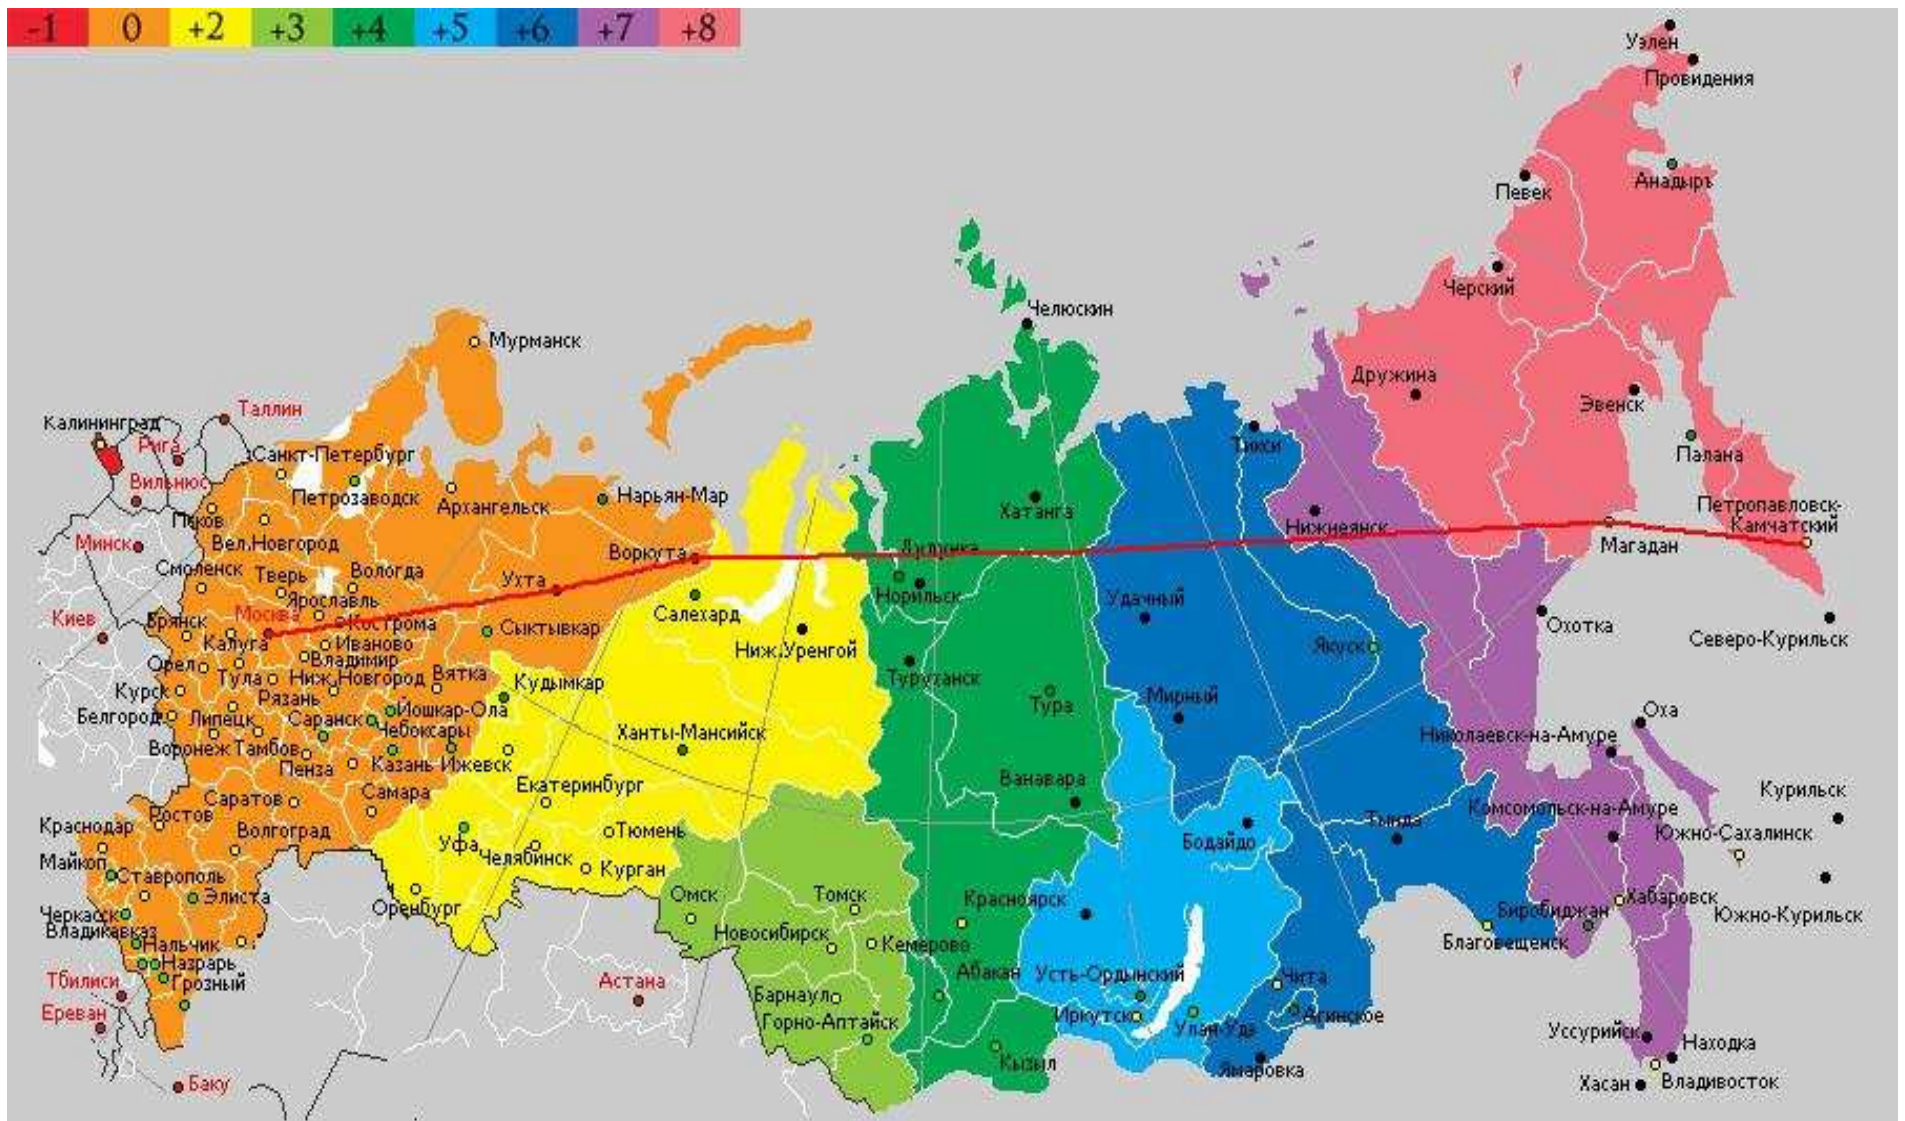 -1 0 +2 +3 +4 +5 +6 +7 +8
Уэлен
Провидения
Анадырь
Певек
Черский
Челюскин
Мурманск
Дружина
Эвенск
Таллин
Калининград
Рига
Санкт-Петербург
Тикси
Палана
Вильнюс
Петрозаводск
Нарьян-Мар
Архангельск
Хатанга
Петропавловск-
Камчатский
Псков
Нижнеянск
Минск
Вел.Новгород
Воркута
Дудинка
Магадан
Смоленск
Тверь
Вологда
Ухта
Норильск
Удачный
Ярославль
Салехард
Киев
Брянск
Москва
Кострома
Сыктывкар
Охотка
Северо-Курильск
Калуга
Иваново
Ниж.Уренгой
Якуск
Орел
Владимир
Тула
Ниж.Новгород
Вятка
Кудымкар
Туруханск
Курск
Рязань
Мирный
Белгород
Липецк
Саранск
Йошкар-Ола
Тура
Оха
Чебоксары
Ханты-Мансийск
Николаевск-на-Амуре
Воронеж
Тамбов
Пенза
Казань
Ижевск
Ванавара
Екатеринбург
Курильск
Саратов
Самара
Комсомольск-на-Амуре
Ростов
Краснодар
Волгоград
Тюмень
Тында
Южно-Сахалинск
Уфа
Бодайдо
Майкоп
Челябинск
Курган
Ставрополь
Элиста
Омск
Томск
Красноярск
Хабаровск
Оренбург
Биробиджан
Южно-Курильск
Черкасск
Владикавказ
Новосибирск
Кемерово
Благовещенск
Нальчик
Назрарь
Абакан
Усть-Ордынский
Чита
Тбилиси
Грозный
Астана
Барнаул
Ереван
Горно-Аптайск
Иркутск
Улан-Удэ
Агинское
Уссурийск
Находка
Кызыл
Ямаровка
Баку
Хасан
Владивосток